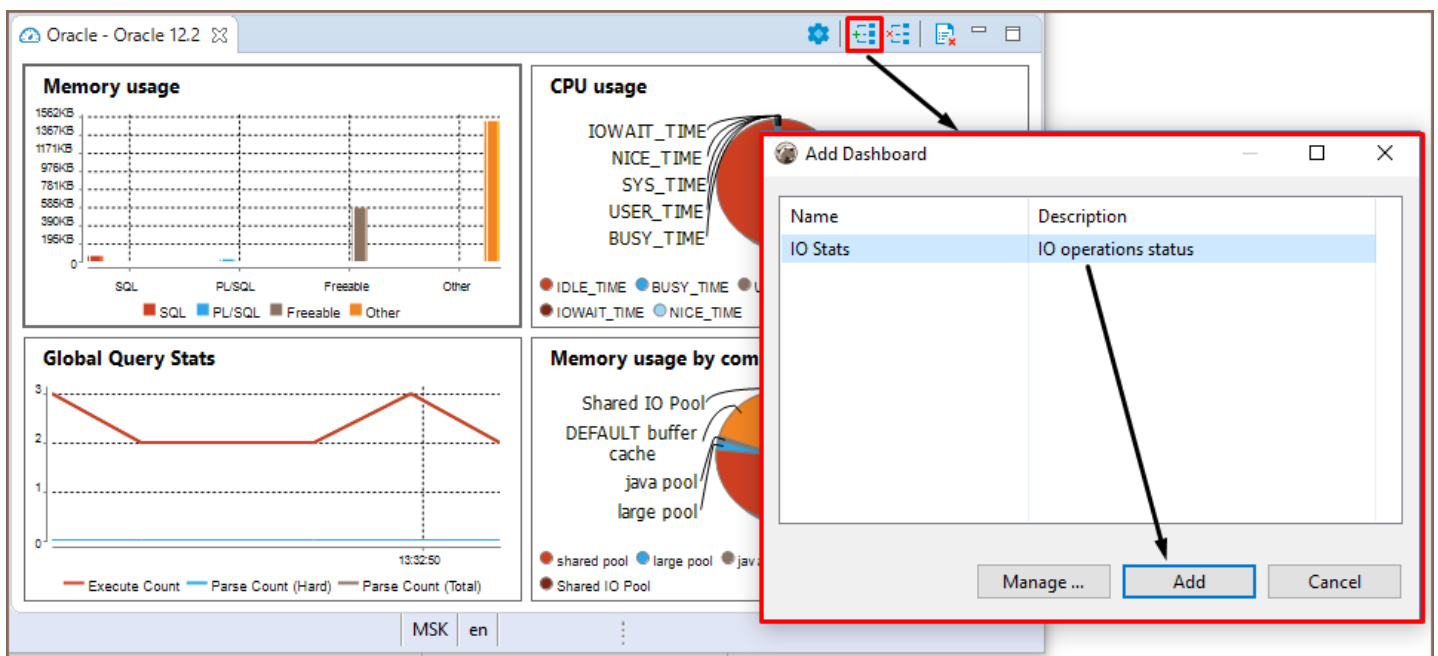 Oracle - Oracle 12.2
Memory usage
1562KB
1367KB
1171KB
976KB
781KB
585KB
390KB
195KB
0
SQL PL/SQL Freeable Other
SQL PL/SQL Freeable Other
CPU usage
IOWAIT_TIME
NICE_TIME
SYS_TIME
USER_TIME
BUSY_TIME
IDLE_TIME BUSY_TIME
IOWAIT_TIME NICE_TIME
Global Query Stats
3
2
1
0
13:32:50
Execute Count Parse Count (Hard) Parse Count (Total)
Memory usage by com
Shared IO Pool
DEFAULT buffer
cache
java pool
large pool
shared pool large pool jav
Shared IO Pool
Add Dashboard
Name Description
IO Stats IO operations status
Manage ... Add Cancel
MSK en